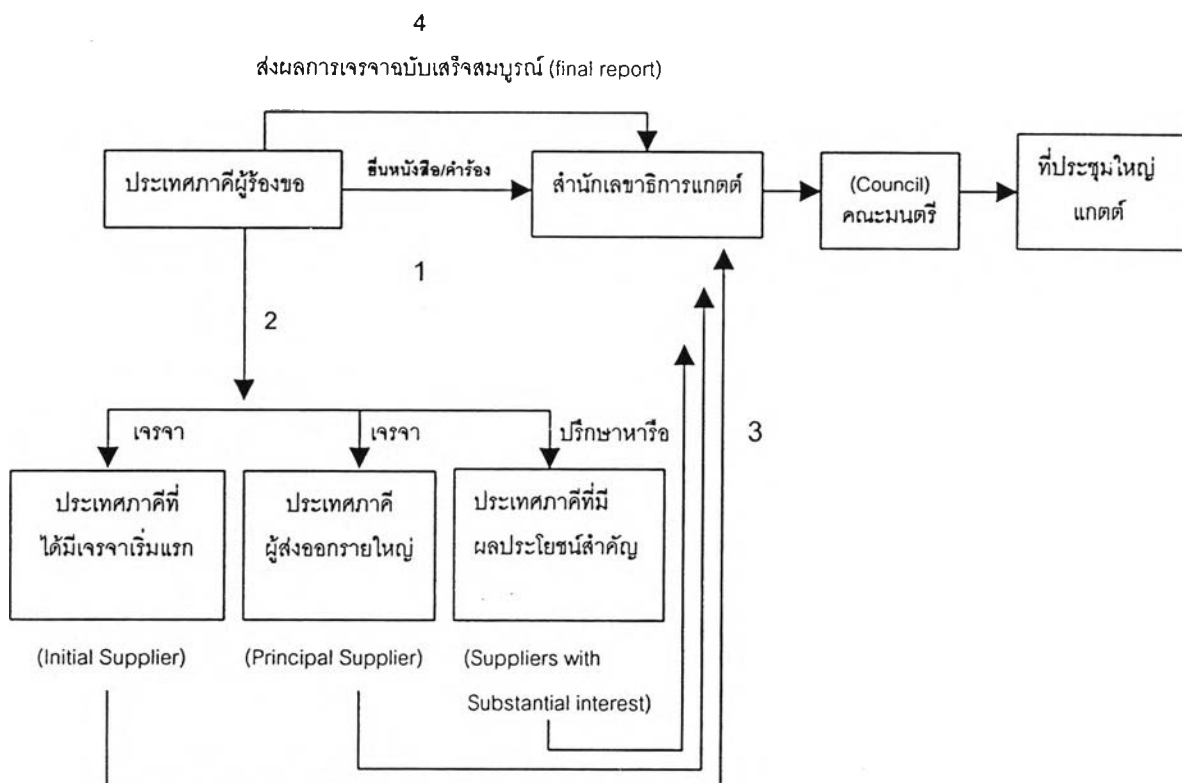 4
ส่งผลการเจรจาฉบับเสร็จสมบูรณ์ (final report)
ประเทศภาคีผู้ร้องขอ
ยื่นหนังสือ/คำร้อง
สำนักเลขาธิการแกตต์
(Council)
คณะมนตรี
ที่ประชุมใหญ่
แกตต์
1
2
3
เจรจา
เจรจา
ปรึกษาหารือ
ประเทศภาคีที่
ได้มีเจรจาเริ่มแรก
ประเทศภาคี
ผู้ส่งออกรายใหญ่
ประเทศภาคีที่มี
ผลประโยชน์สำคัญ
(Initial Supplier)
(Principal Supplier)
(Suppliers with
Substantial interest)